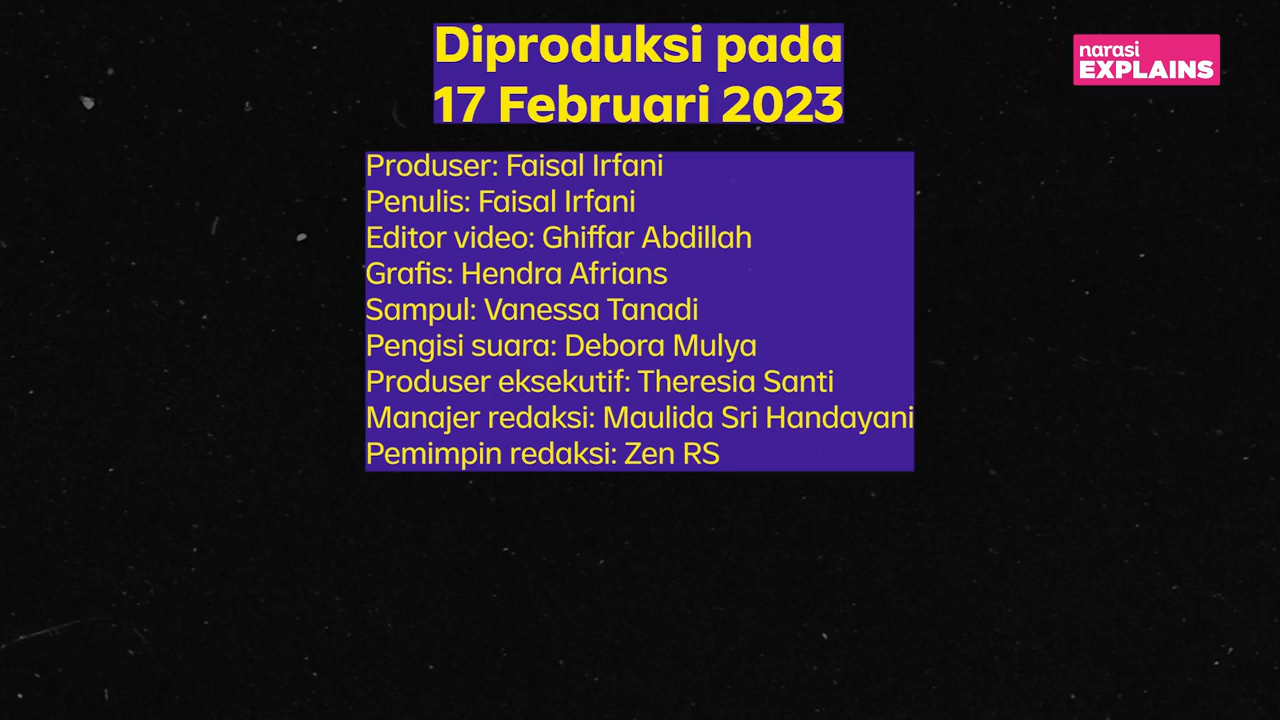 Diproduksi pada
17 Februari 2023
narasi
EXPLAINS
Produser: Faisal Irfani
Penulis: Faisal Irfani
Editor video: Ghiffar Abdillah
Grafis: Hendra Afrians
Sampul: Vanessa Tanadi
Pengisi suara: Debora Mulya
Produser eksekutif: Theresia Santi
Manajer redaksi: Maulida Sri Handayani
Pemimpin redaksi: Zen RS